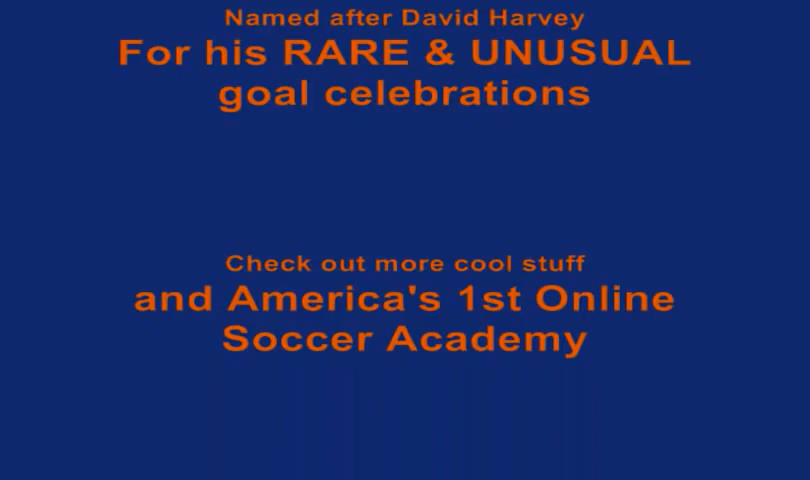 Named after David Harvey
For his RARE & UNUSUAL
goal celebrations
Check out more cool stuff
and America's 1st Online
Soccer Academy